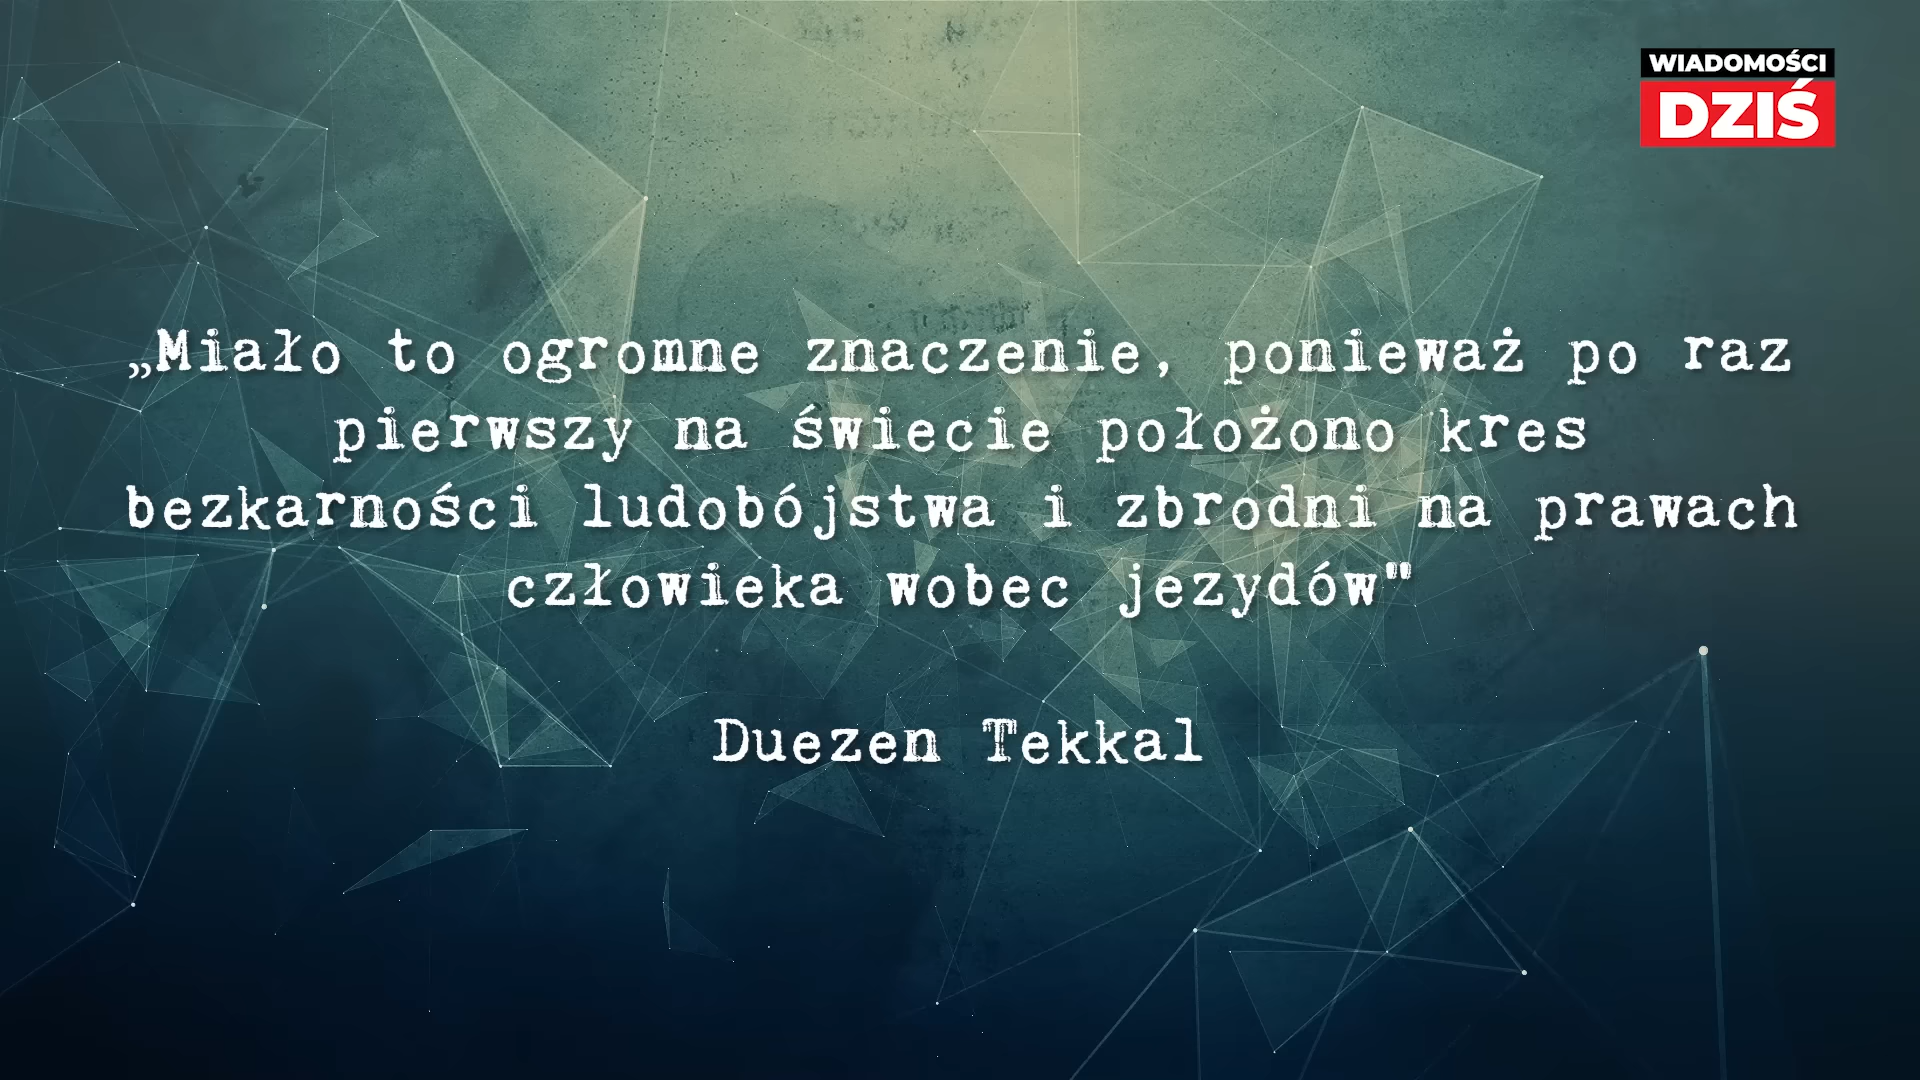 WIADOMOŚCI
DZIŚ
„Miało to ogromne znaczenie, ponieważ po raz
pierwszy na świecie położono kres
bezkarności ludobójstwa i zbrodni na prawach
człowieka wobec jezydów"
Duezen Tekkal